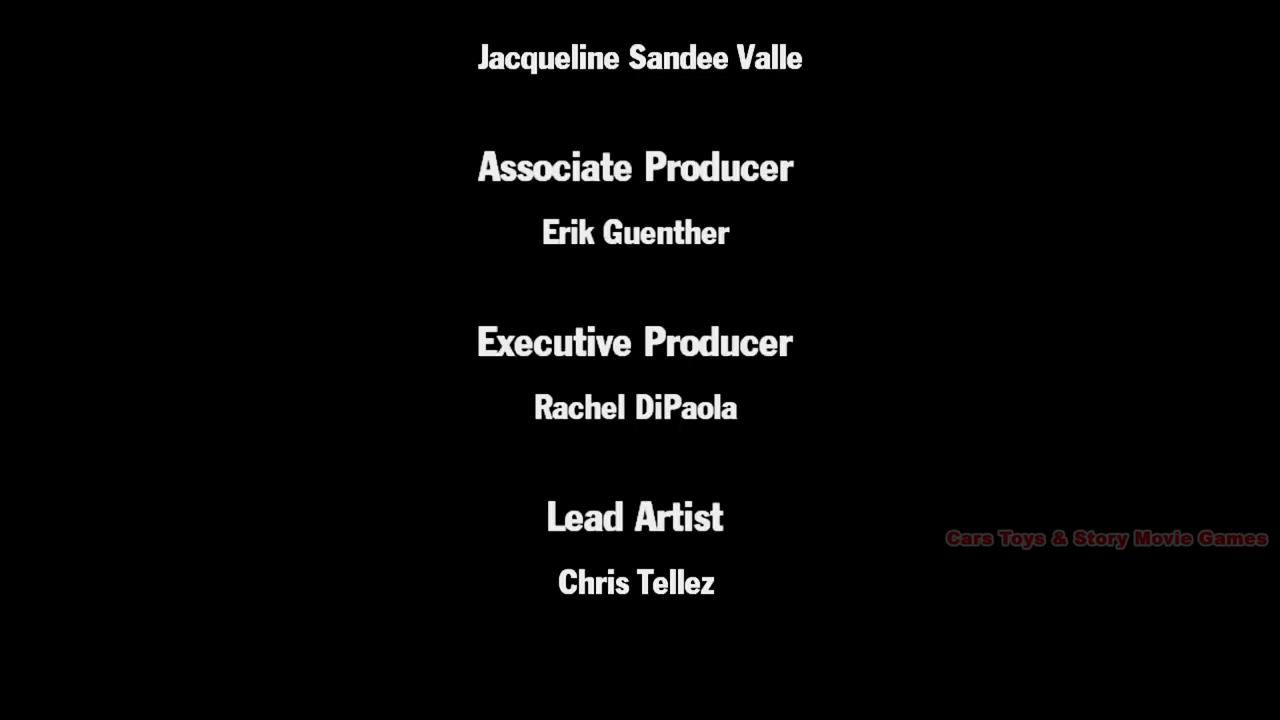 Jacqueline Sandee Valle
Associate Producer
Erik Guenther
Executive Producer
Rachel DiPaola
Lead Artist
Cars Toys & Story Movie Games
Chris Tellez